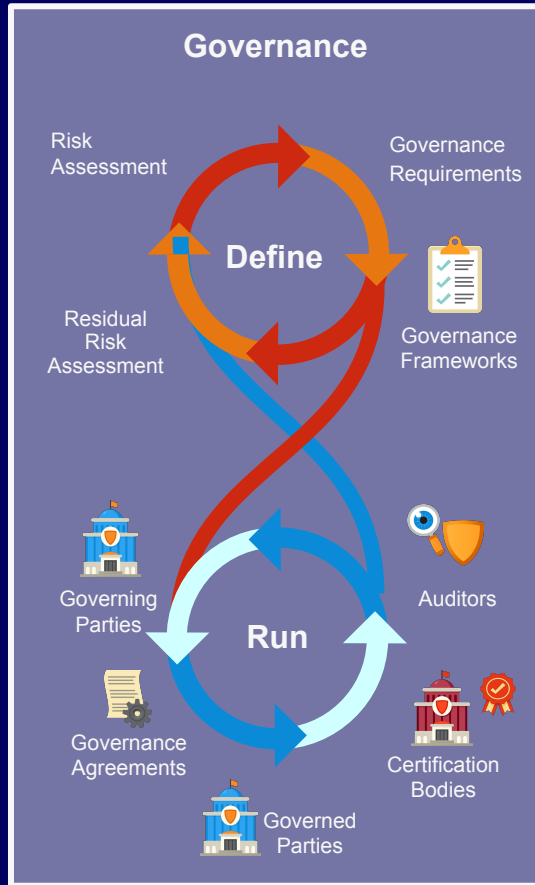 Governance
Risk
Assessment
Governance
Requirements
Define
Residual
Risk
Assessment
Governance
Frameworks
Governing
Parties
Auditors
Run
Governance
Agreements
Certification
Bodies
Governed
Parties